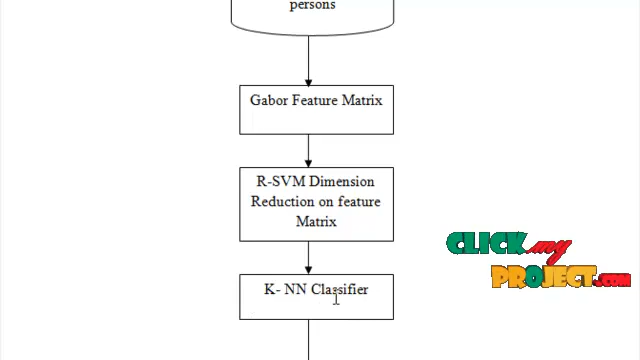 persons
Gabor Feature Matrix
R-SVM Dimension
Reduction on feature
Matrix
K- NN Classifier
CLICK my
PROJECT.COM